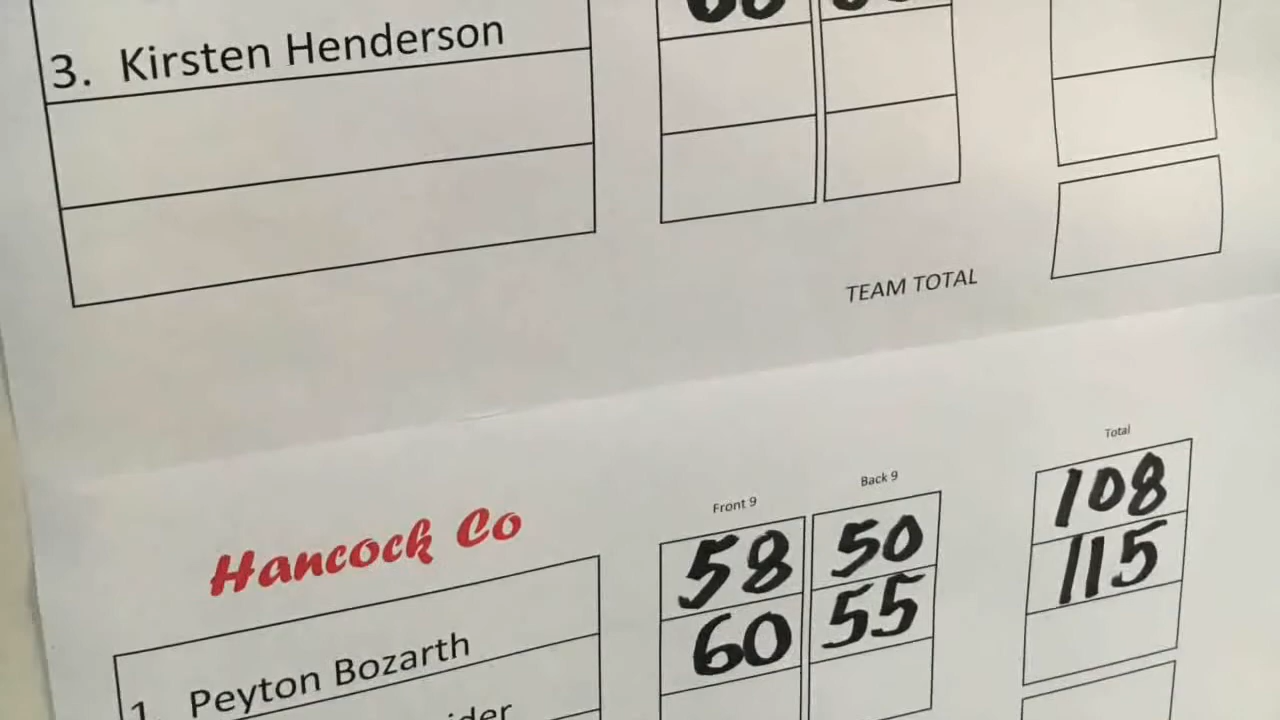 3. Kirsten Henderson
TEAM TOTAL
Hancock Co
Front 9 Back 9 Total
1. Peyton Bozarth 58 50 108
60 55 115